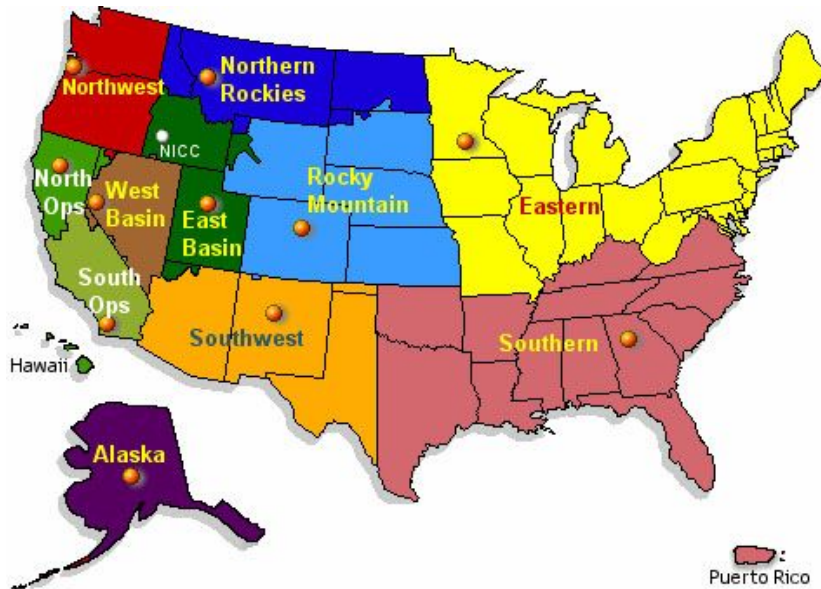 Northwest
Northern
Rockies
NICC
North
Ops
West
Basin
East
Basin
Rocky
Mountain
Eastern
South
Ops
Southwest
Southern
Hawaii
Alaska
Puerto Rico